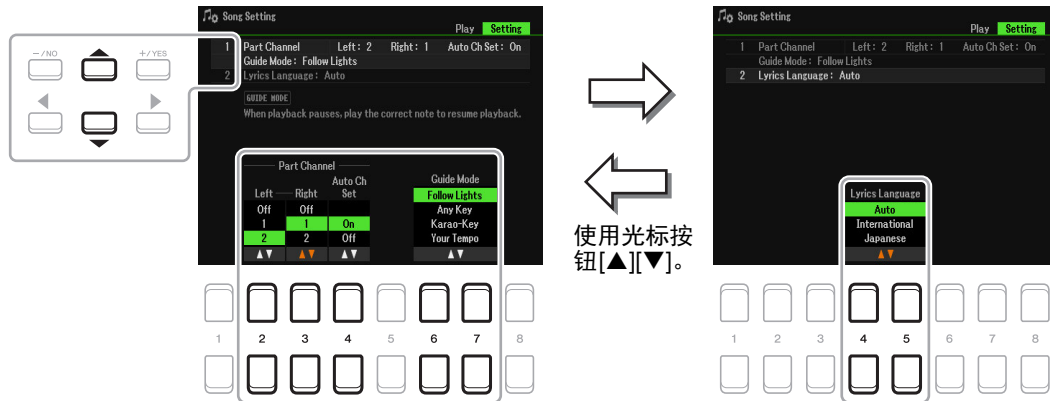 Song Setting
Play Setting
1 Part Channel Left: 2 Right: 1 Auto Ch Set: On
Guide Mode: Follow Lights
2 Lyrics Language: Auto
GUIDE MODE
When playback pauses, play the correct note to resume playback.
Part Channel
Left Right Auto Ch Set Guide Mode
Off Off Follow Lights
1 1 On Any Key
2 2 Off Karao-Key
Your Tempo
▲▼ ▲▼ ▲▼ ▲▼
-/NO +/YES
1 2 3 4 5 6 7 8
使用光标按
钮[▲][▼]。
Song Setting
Play Setting
1 Part Channel Left: 2 Right: 1 Auto Ch Set: On
Guide Mode: Follow Lights
2 Lyrics Language: Auto
Lyrics Language
Auto
International
Japanese
▲▼
1 2 3 4 5 6 7 8